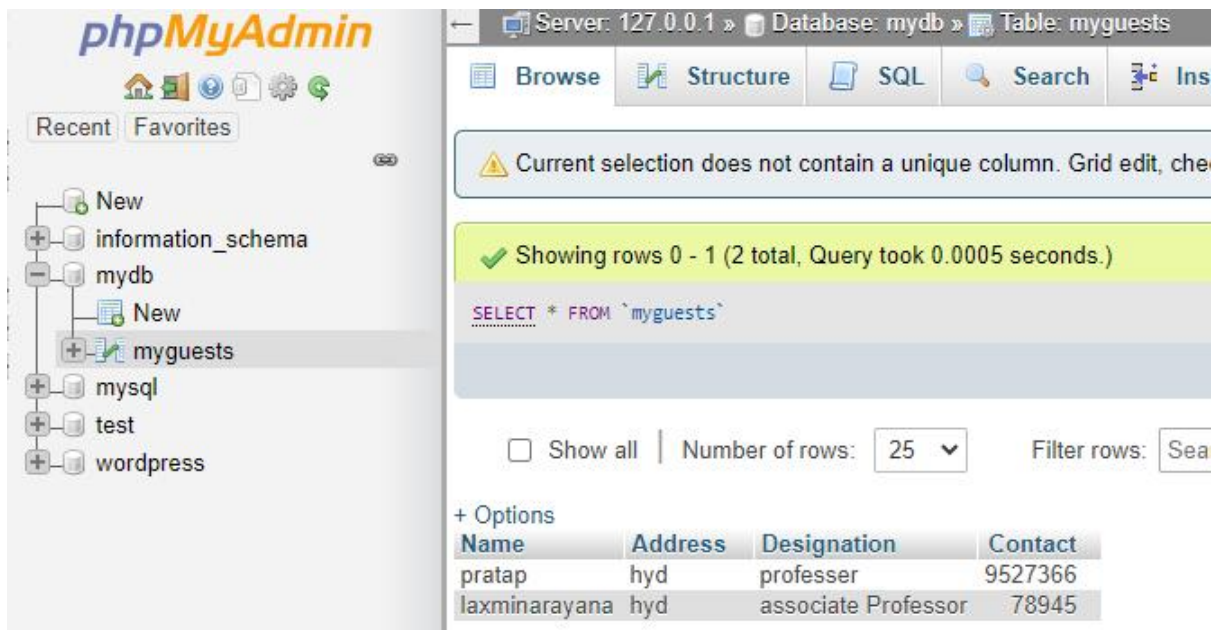 phpMyAdmin
Recent Favorites
New
information_schema
mydb
New
myguests
mysql
test
wordpress
Server: 127.0.0.1 » Database: mydb » Table: myguests
Browse Structure SQL Search Ins
Current selection does not contain a unique column. Grid edit, che
Showing rows 0 - 1 (2 total, Query took 0.0005 seconds.)
SELECT * FROM `myguests`
Show all Number of rows: 25 Filter rows: Sea
+ Options
Name Address Designation Contact
pratap hyd professer 9527366
laxminarayana hyd associate Professor 78945